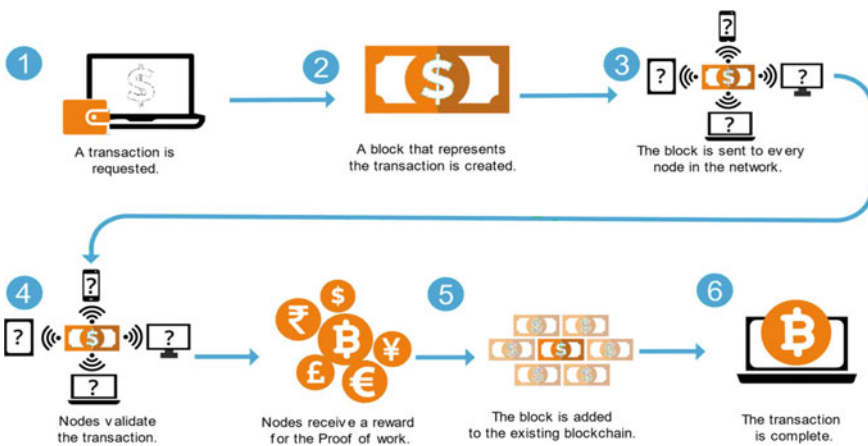 1
$
A transaction is
requested.
2
$
A block that represents
the transaction is created.
3
?
?
$
?
?
The block is sent to every
node in the network.
4
?
?
$
?
?
Nodes validate
the transaction.
$
₹
₿
¥
£
€
Nodes receive a reward
for the Proof of work.
5
$
The block is added
to the existing blockchain.
6
₿
The transaction
is complete.